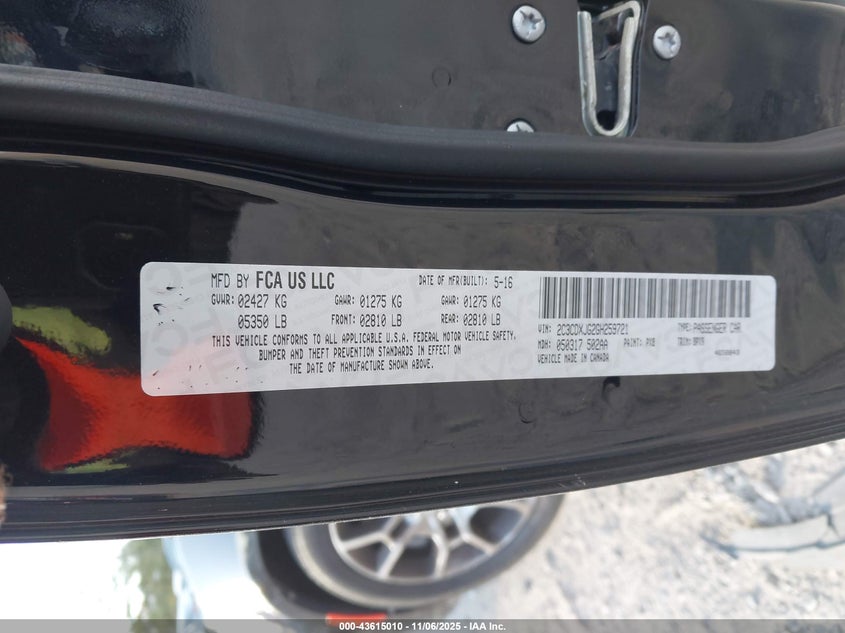 MFD BY FCA US LLC DATE OF MFR(BUILT): 5-16
GVWR: 02427 KG GAWR: 01275 KG GAWR: 01275 KG
05350 LB FRONT: 02810 LB REAR: 02810 LB
THIS VEHICLE CONFORMS TO ALL APPLICABLE U.S.A. FEDERAL MOTOR VEHICLE SAFETY,
BUMPER AND THEFT PREVENTION STANDARDS IN EFFECT ON
THE DATE OF MANUFACTURE SHOWN ABOVE.
VIN: 2C3CDXJG2GH259721 TYPE: PASSENGER CAR
MDH: 050317 502AA PAINT: PX8 TRIM:
VEHICLE MADE IN CANADA
000-43615010 - 11/06/2025 - IAA Inc.